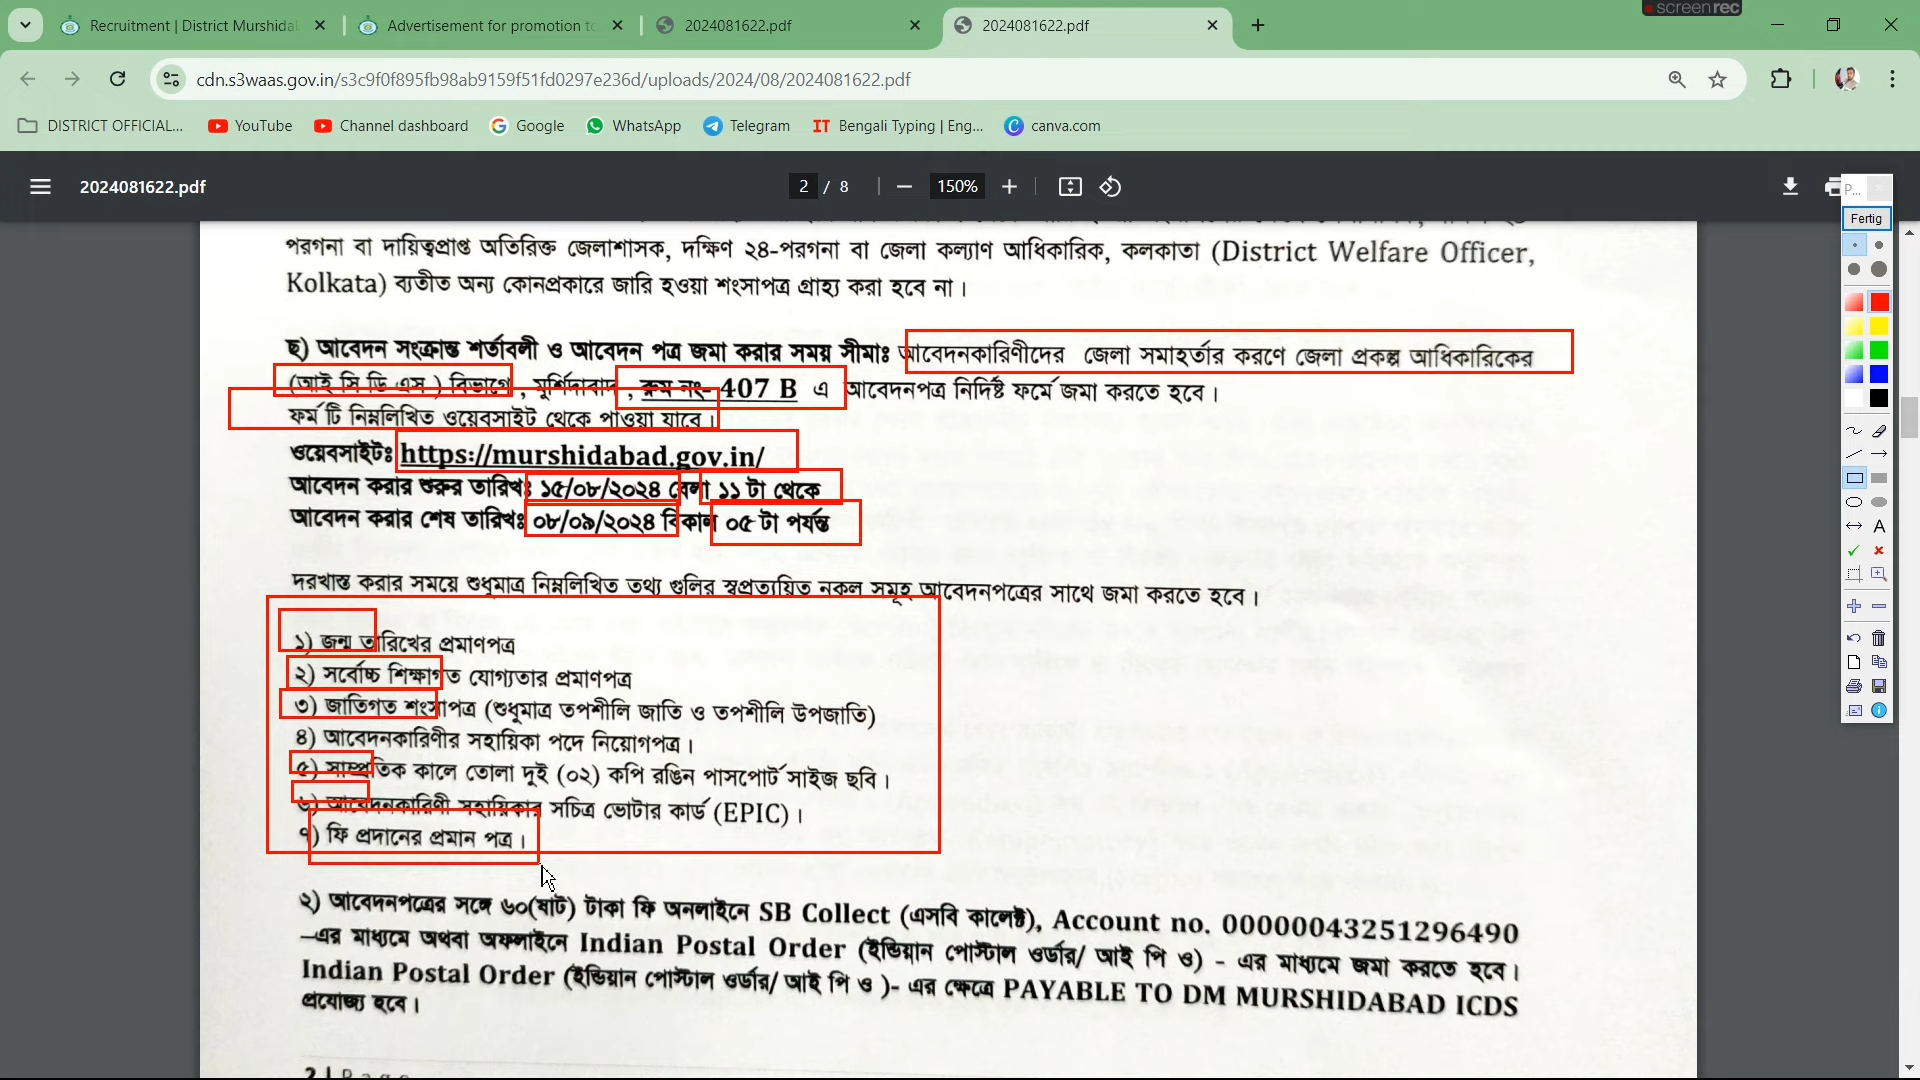 screenrec
Recruitment | District Murshida
Advertisement for promotion to
2024081622.pdf
2024081622.pdf
cdn.s3waas.gov.in/s3c9f0f895fb98ab9159f51fd0297e236d/uploads/2024/08/2024081622.pdf
DISTRICT OFFICIAL...
YouTube
Channel dashboard
Google
WhatsApp
Telegram
IT Bengali Typing | Eng...
canva.com
2024081622.pdf
2 / 8
150%
P...
Fertig
পরগনা বা দায়িত্বপ্রাপ্ত অতিরিক্ত জেলাশাসক, দক্ষিণ ২৪-পরগনা বা জেলা কল্যাণ আধিকারিক, কলকাতা (District Welfare Officer,
Kolkata) ব্যতীত অন্য কোনপ্রকারে জারি হওয়া শংসাপত্র গ্রাহ্য করা হবে না।
ছ) আবেদন সংক্রান্ত শর্তাবলী ও আবেদন পত্র জমা করার সময় সীমাঃ আবেদনকারিণীদের জেলা সমাহর্তার করণে জেলা প্রকল্প আধিকারিকের
(আই সি ডি এস ) বিভাগে , মুর্শিদাবাদ , রুম নং- 407 B এ আবেদনপত্র নির্দিষ্ট ফর্মে জমা করতে হবে।
ফর্ম টি নিম্নলিখিত ওয়েবসাইট থেকে পাওয়া যাবে।
ওয়েবসাইটঃ https://murshidabad.gov.in/
আবেদন করার শুরুর তারিখঃ ১৫/০৮/২০২৪ বেলা ১১ টা থেকে
আবেদন করার শেষ তারিখঃ ০৮/০৯/২০২৪ বিকাল ০৫ টা পর্যন্ত
দরখাস্ত করার সময়ে শুধুমাত্র নিম্নলিখিত তথ্য গুলির স্বপ্রত্যয়িত নকল সমূহ আবেদনপত্রের সাথে জমা করতে হবে।
১) জন্ম তারিখের প্রমাণপত্র
২) সর্বোচ্চ শিক্ষাগত যোগ্যতার প্রমাণপত্র
৩) জাতিগত শংসাপত্র (শুধুমাত্র তপশীলি জাতি ও তপশীলি উপজাতি)
৪) আবেদনকারিণীর সহায়িকা পদে নিয়োগপত্র।
৫) সাম্প্রতিক কালে তোলা দুই (০২) কপি রঙিন পাসপোর্ট সাইজ ছবি।
৬) আবেদনকারিণী সহায়িকার সচিত্র ভোটার কার্ড (EPIC)।
৭) ফি প্রদানের প্রমান পত্র।
২) আবেদনপত্রের সঙ্গে ৬০(ষাট) টাকা ফি অনলাইনে SB Collect (এসবি কালেক্ট), Account no. 00000043251296490
–এর মাধ্যমে অথবা অফলাইনে Indian Postal Order (ইন্ডিয়ান পোস্টাল ওর্ডার/ আই পি ও) - এর মাধ্যমে জমা করতে হবে।
Indian Postal Order (ইন্ডিয়ান পোস্টাল ওর্ডার/ আই পি ও )- এর ক্ষেত্রে PAYABLE TO DM MURSHIDABAD ICDS
প্রযোজ্য হবে।
2 | P a g e